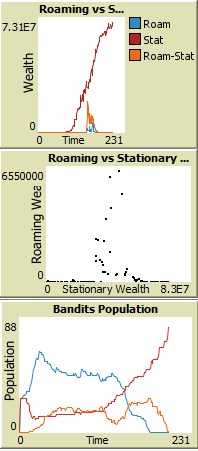 Roaming vs S...
7.31E7
Wealth
0
0 Time 231
Roam
Stat
Roam-Stat
Roaming vs Stationary ...
6550000
Roaming Wea
0
0 Stationary Wealth 8.3E7
Bandits Population
88
Population
0
0 Time 231